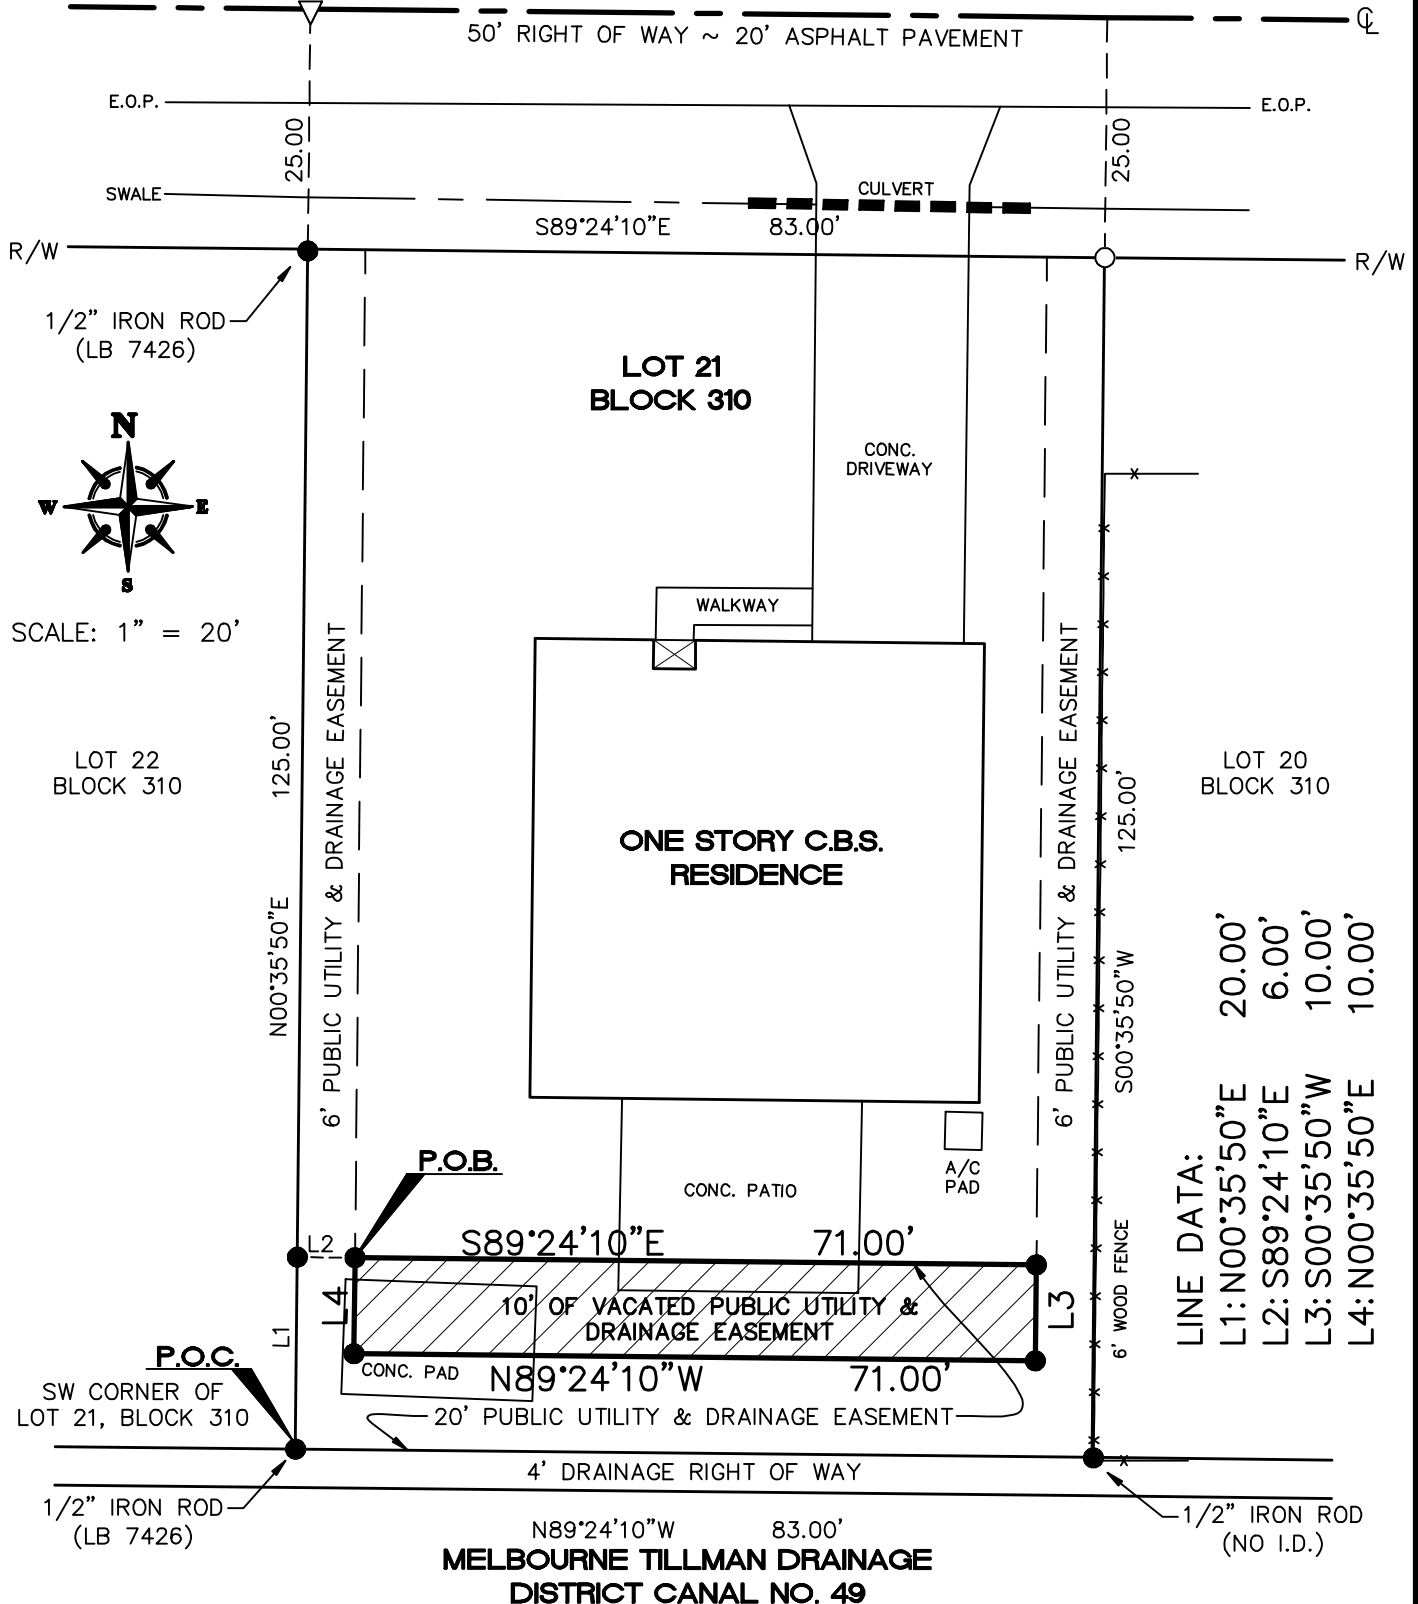 ℄
50' RIGHT OF WAY ~ 20' ASPHALT PAVEMENT
E.O.P.
E.O.P.
25.00
25.00
SWALE
CULVERT
S89°24'10"E 83.00'
R/W
R/W
1/2" IRON ROD
(LB 7426)
LOT 21
BLOCK 310
N
W
E
S
SCALE: 1" = 20'
CONC.
DRIVEWAY
WALKWAY
LOT 22
BLOCK 310
N00°35'50"E 125.00'
6' PUBLIC UTILITY & DRAINAGE EASEMENT
ONE STORY C.B.S.
RESIDENCE
6' PUBLIC UTILITY & DRAINAGE EASEMENT
S00°35'50"W 125.00'
LOT 20
BLOCK 310
LINE DATA:
L1: N00°35'50"E 20.00'
L2: S89°24'10"E 6.00'
L3: S00°35'50"W 10.00'
L4: N00°35'50"E 10.00'
P.O.B.
CONC. PATIO
A/C
PAD
L2
S89°24'10"E 71.00'
6' WOOD FENCE
L4
10' OF VACATED PUBLIC UTILITY &
DRAINAGE EASEMENT
L3
L1
P.O.C.
SW CORNER OF
LOT 21, BLOCK 310
CONC. PAD
N89°24'10"W 71.00'
20' PUBLIC UTILITY & DRAINAGE EASEMENT
4' DRAINAGE RIGHT OF WAY
1/2" IRON ROD
(LB 7426)
1/2" IRON ROD
(NO I.D.)
N89°24'10"W 83.00'
MELBOURNE TILLMAN DRAINAGE
DISTRICT CANAL NO. 49